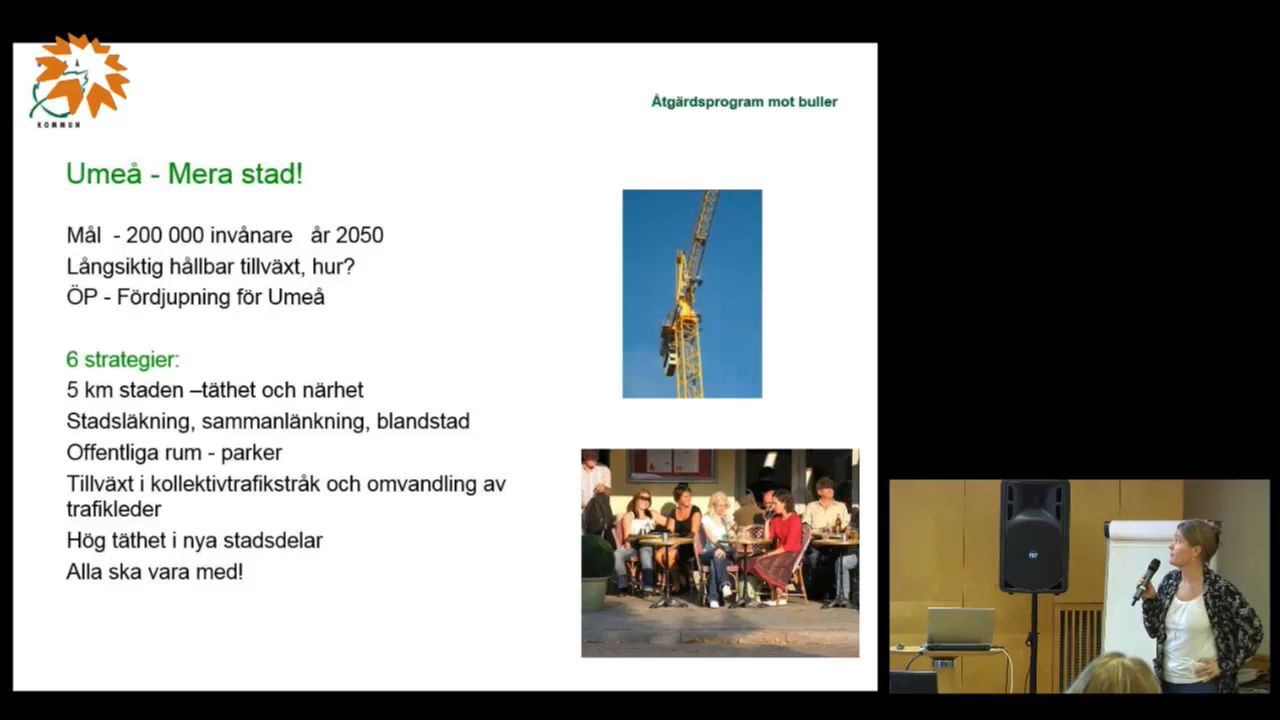 KOMMUN
Åtgärdsprogram mot buller
Umeå - Mera stad!
Mål - 200 000 invånare år 2050
Långsiktig hållbar tillväxt, hur?
ÖP - Fördjupning för Umeå
6 strategier:
5 km staden –täthet och närhet
Stadsläkning, sammanlänkning, blandstad
Offentliga rum - parker
Tillväxt i kollektivtrafikstråk och omvandling av
trafikleder
Hög täthet i nya stadsdelar
Alla ska vara med!